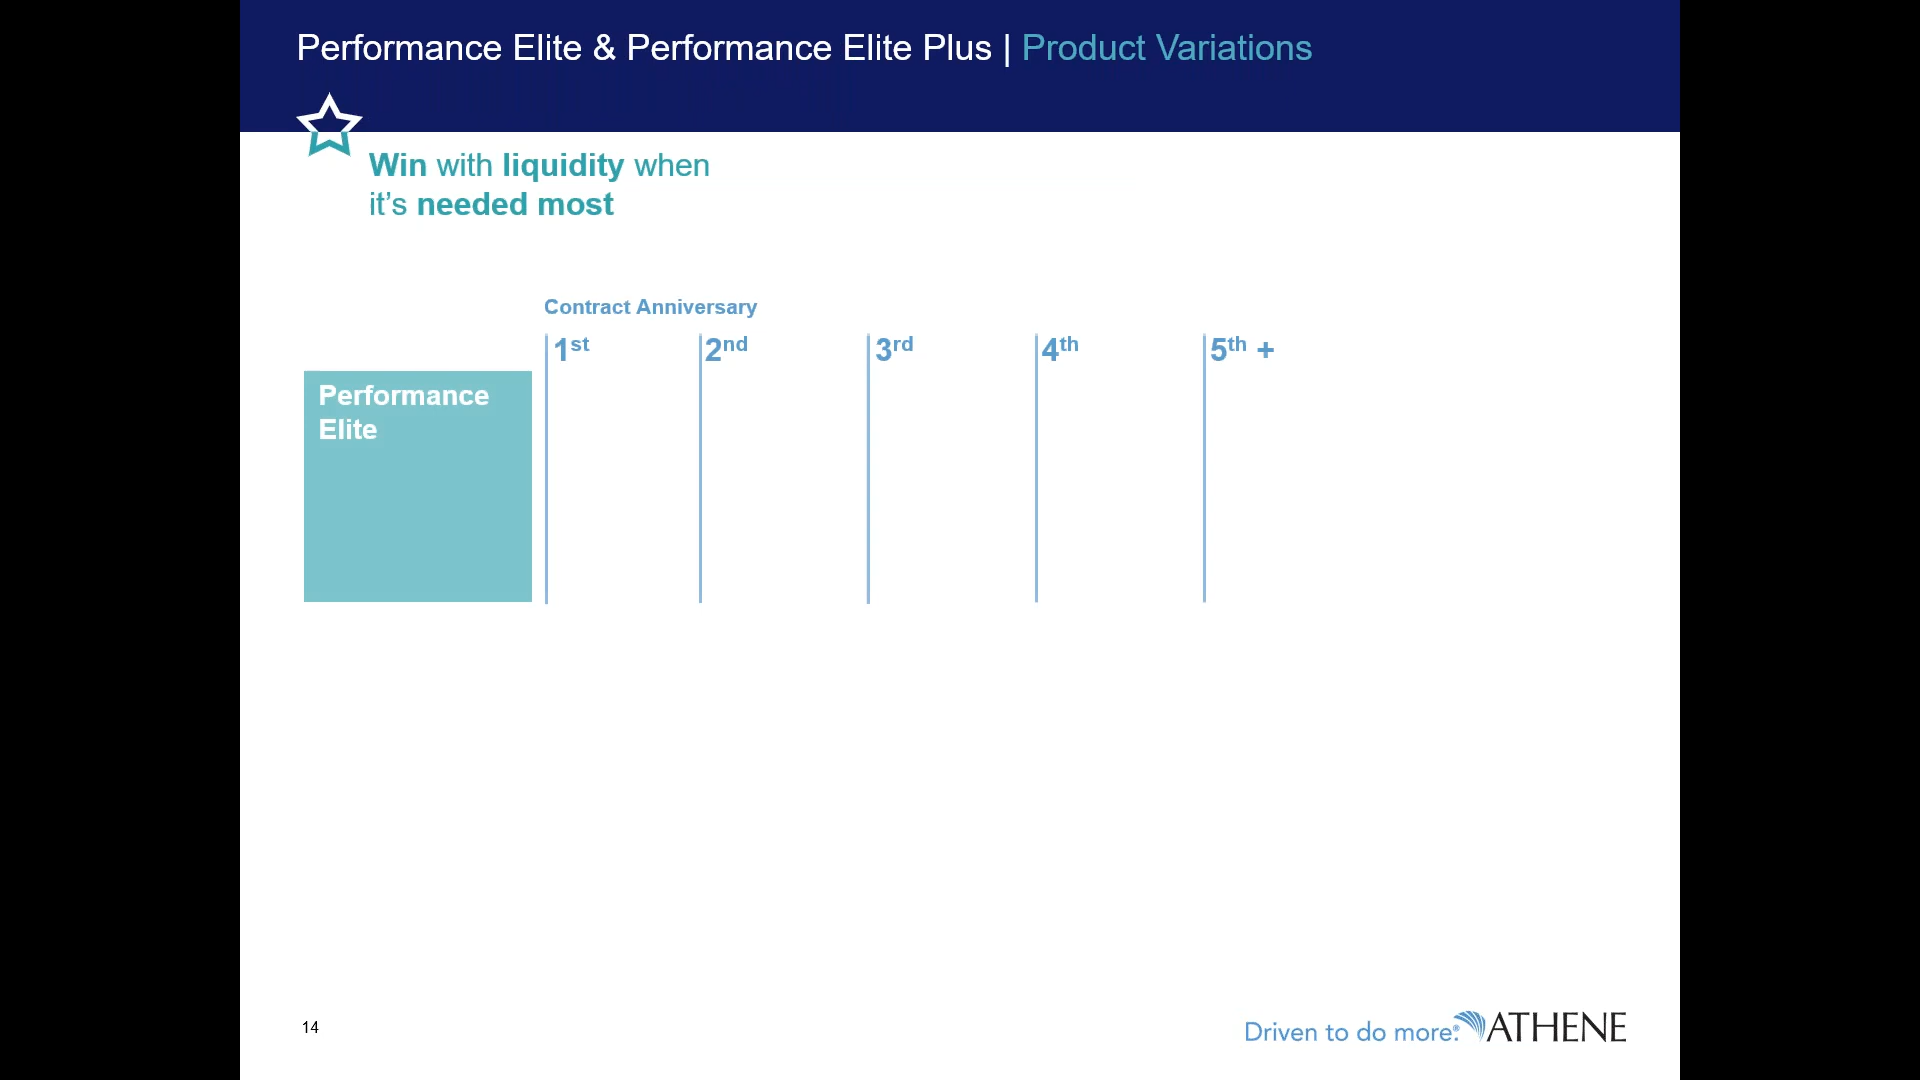 Performance Elite & Performance Elite Plus | Product Variations
Win with liquidity when
it's needed most
Contract Anniversary
1st 2nd 3rd 4th 5th +
Performance
Elite
14
Driven to do more.® ATHENE